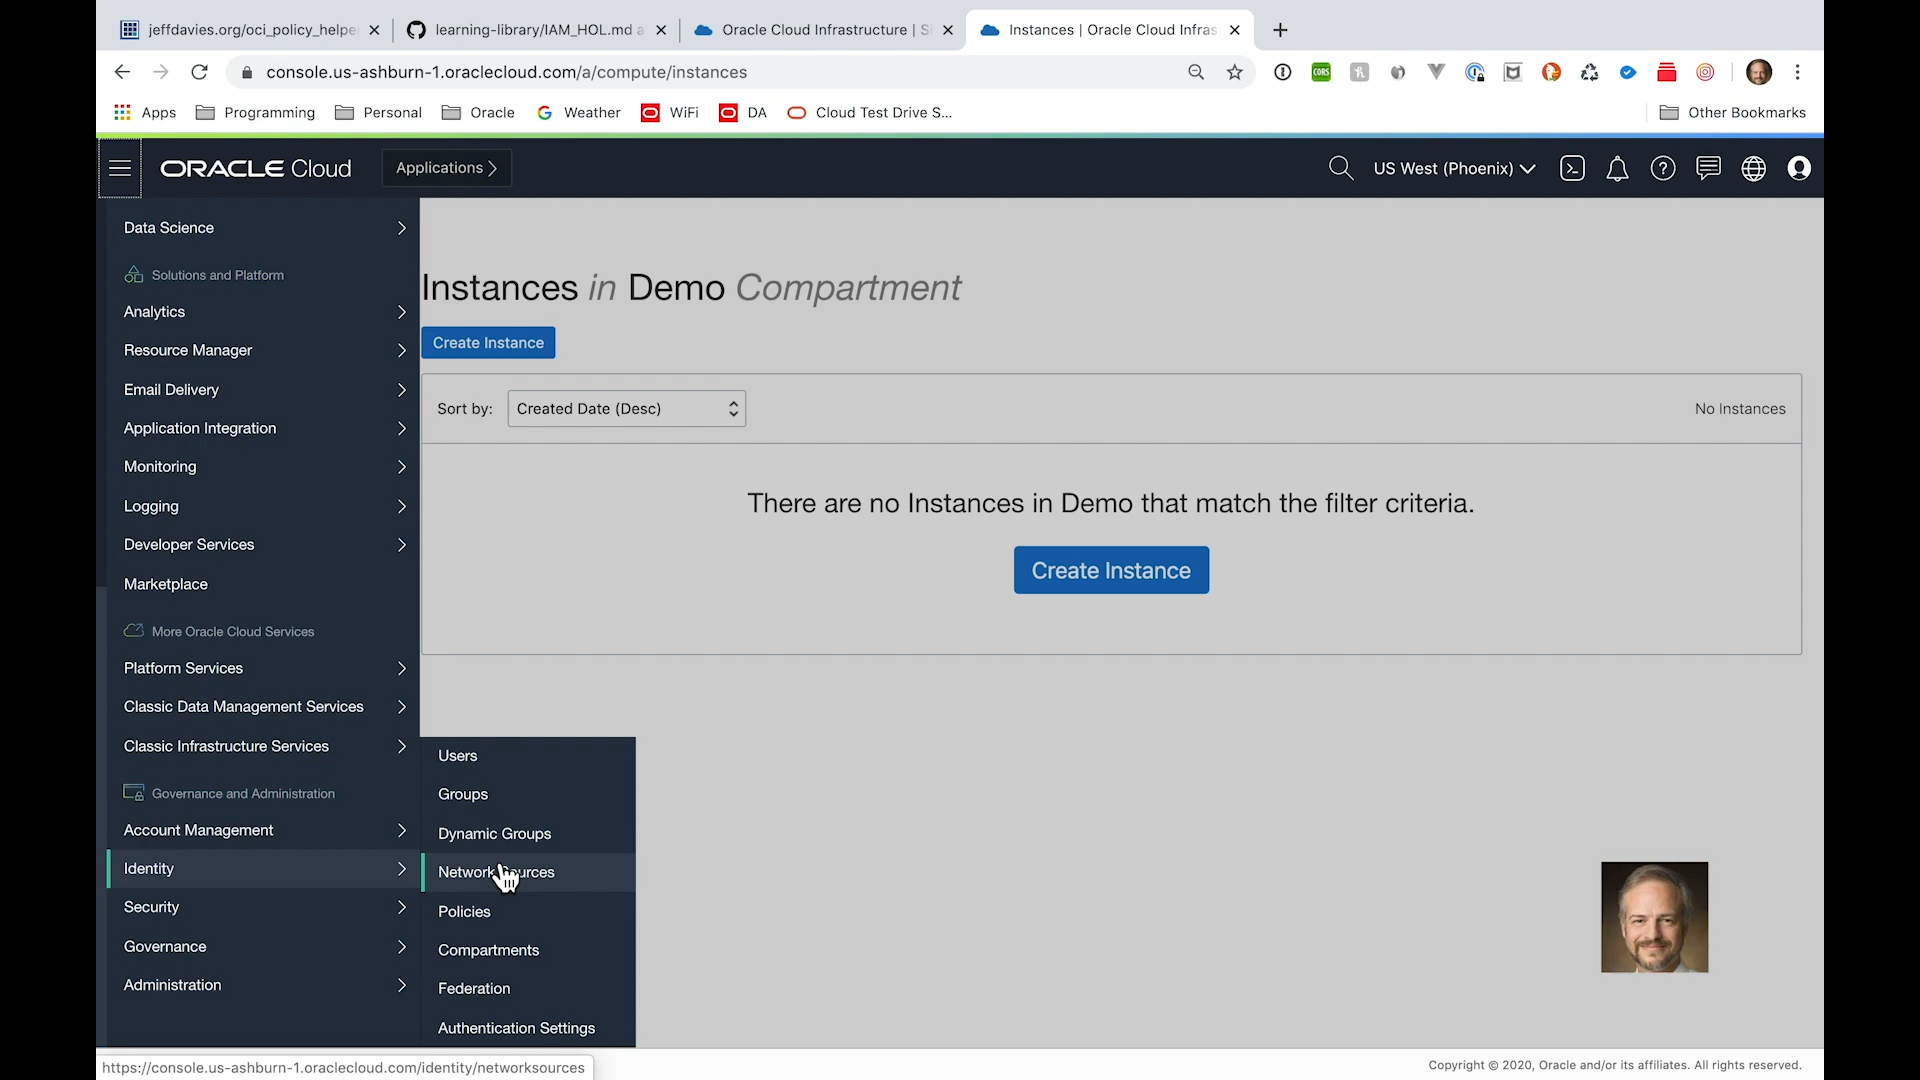 jeffdavies.org/oci_policy_helpe
learning-library/IAM_HOL.md a
Oracle Cloud Infrastructure | S
Instances | Oracle Cloud Infras
console.us-ashburn-1.oraclecloud.com/a/compute/instances
CORS
Apps
Programming
Personal
Oracle
Weather
WiFi
DA
Cloud Test Drive S...
Other Bookmarks
ORACLE Cloud
Applications
US West (Phoenix)
Data Science
Solutions and Platform
Analytics
Resource Manager
Email Delivery
Application Integration
Monitoring
Logging
Developer Services
Marketplace
More Oracle Cloud Services
Platform Services
Classic Data Management Services
Classic Infrastructure Services
Governance and Administration
Account Management
Identity
Security
Governance
Administration
Users
Groups
Dynamic Groups
Network Sources
Policies
Compartments
Federation
Authentication Settings
Instances in Demo Compartment
Create Instance
Sort by:
Created Date (Desc)
No Instances
There are no Instances in Demo that match the filter criteria.
Create Instance
https://console.us-ashburn-1.oraclecloud.com/identity/networksources
Copyright © 2020, Oracle and/or its affiliates. All rights reserved.